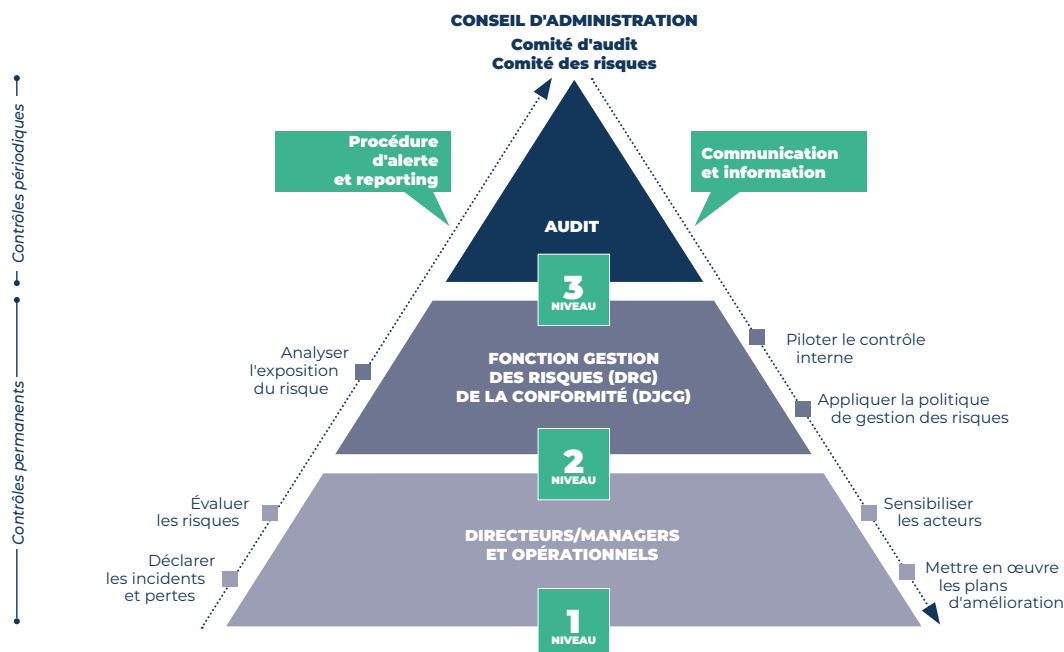 CONSEIL D'ADMINISTRATION
Comité d'audit
Comité des risques
Contrôles périodiques
Procédure
d'alerte
et reporting
Communication
et information
AUDIT
3
NIVEAU
Contrôles permanents
Analyser
l'exposition
du risque
FONCTION GESTION
DES RISQUES (DRG)
DE LA CONFORMITÉ (DJCG)
Piloter le contrôle
interne
Appliquer la politique
de gestion des risques
2
NIVEAU
Évaluer
les risques
Déclarer
les incidents
et pertes
DIRECTEURS/MANAGERS
ET OPÉRATIONNELS
Sensibiliser
les acteurs
Mettre en œuvre
les plans
d'amélioration
1
NIVEAU